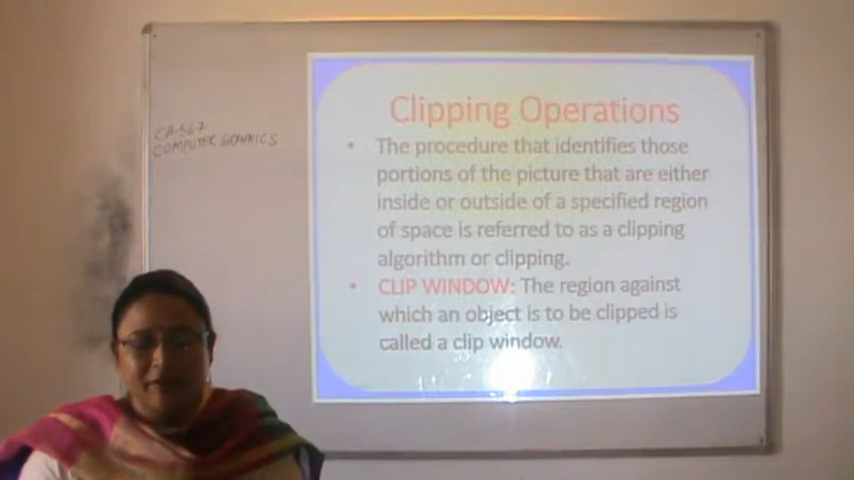 CA-567
COMPUTER GRAPHICS
Clipping Operations
• The procedure that identifies those
portions of the picture that are either
inside or outside of a specified region
of space is referred to as a clipping
algorithm or clipping.
• CLIP WINDOW: The region against
which an object is to be clipped is
called a clip window.